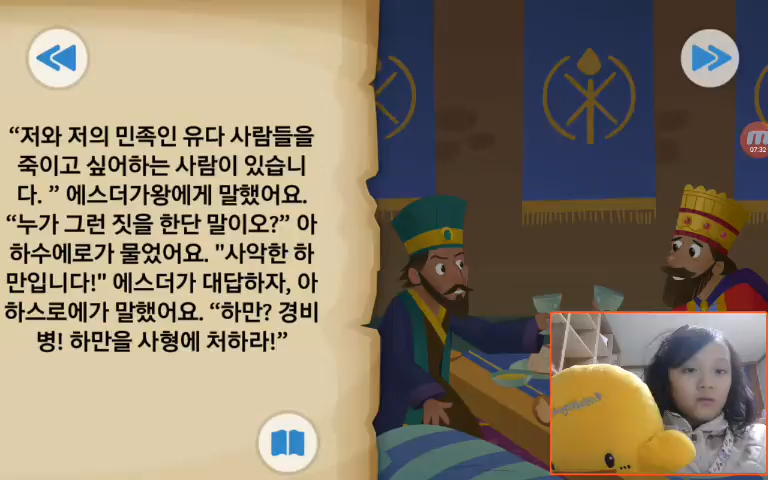 “저와 저의 민족인 유다 사람들을
죽이고 싶어하는 사람이 있습니
다. ” 에스더가왕에게 말했어요.
“누가 그런 짓을 한단 말이오?” 아
하수에로가 물었어요. "사악한 하
만입니다!" 에스더가 대답하자, 아
하스로에가 말했어요. “하만? 경비
병! 하만을 사형에 처하라!”
07:32